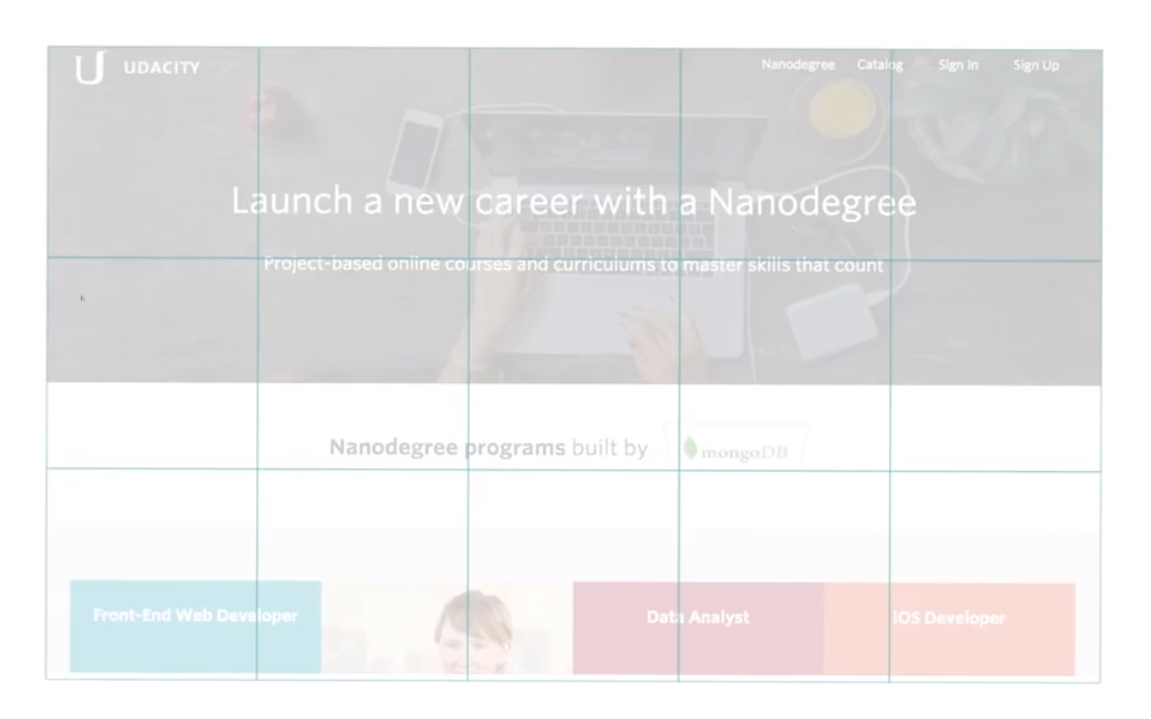 U UDACITY
Nanodegree Catalog Sign In Sign Up
Launch a new career with a Nanodegree
Project-based online courses and curriculums to master skills that count
Nanodegree programs built by mongoDB
Front-End Web Developer
Data Analyst
iOS Developer